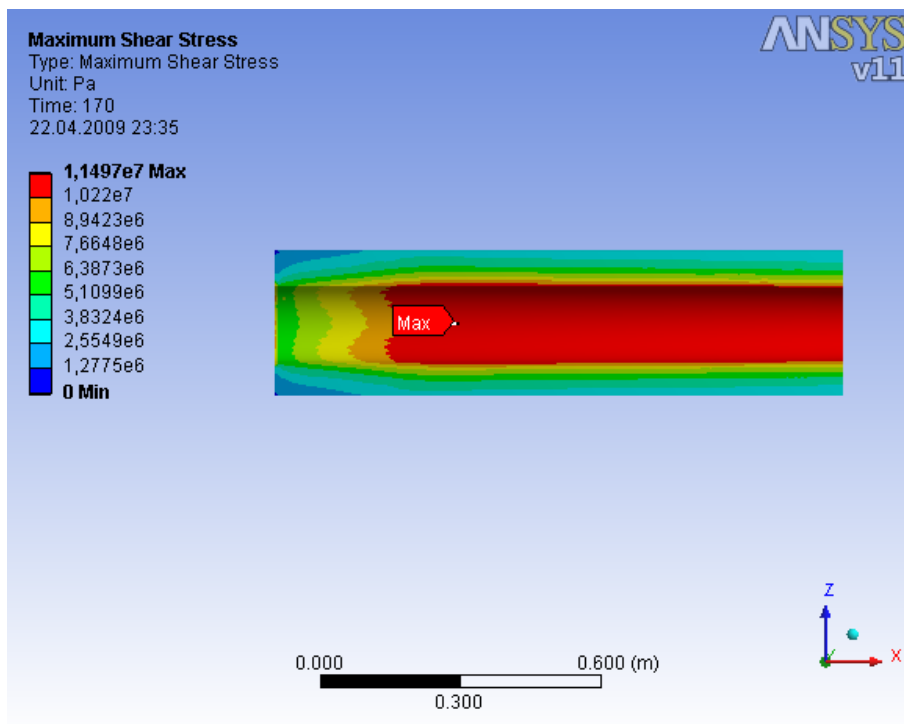 Maximum Shear Stress
Type: Maximum Shear Stress
Unit: Pa
Time: 170
22.04.2009 23:35
ANSYS
v11
1,1497e7 Max
1,022e7
8,9423e6
7,6648e6
6,3873e6
5,1099e6
3,8324e6
2,5549e6
1,2775e6
0 Min
Max
0.000
0.600 (m)
0.300
Z
Y
X